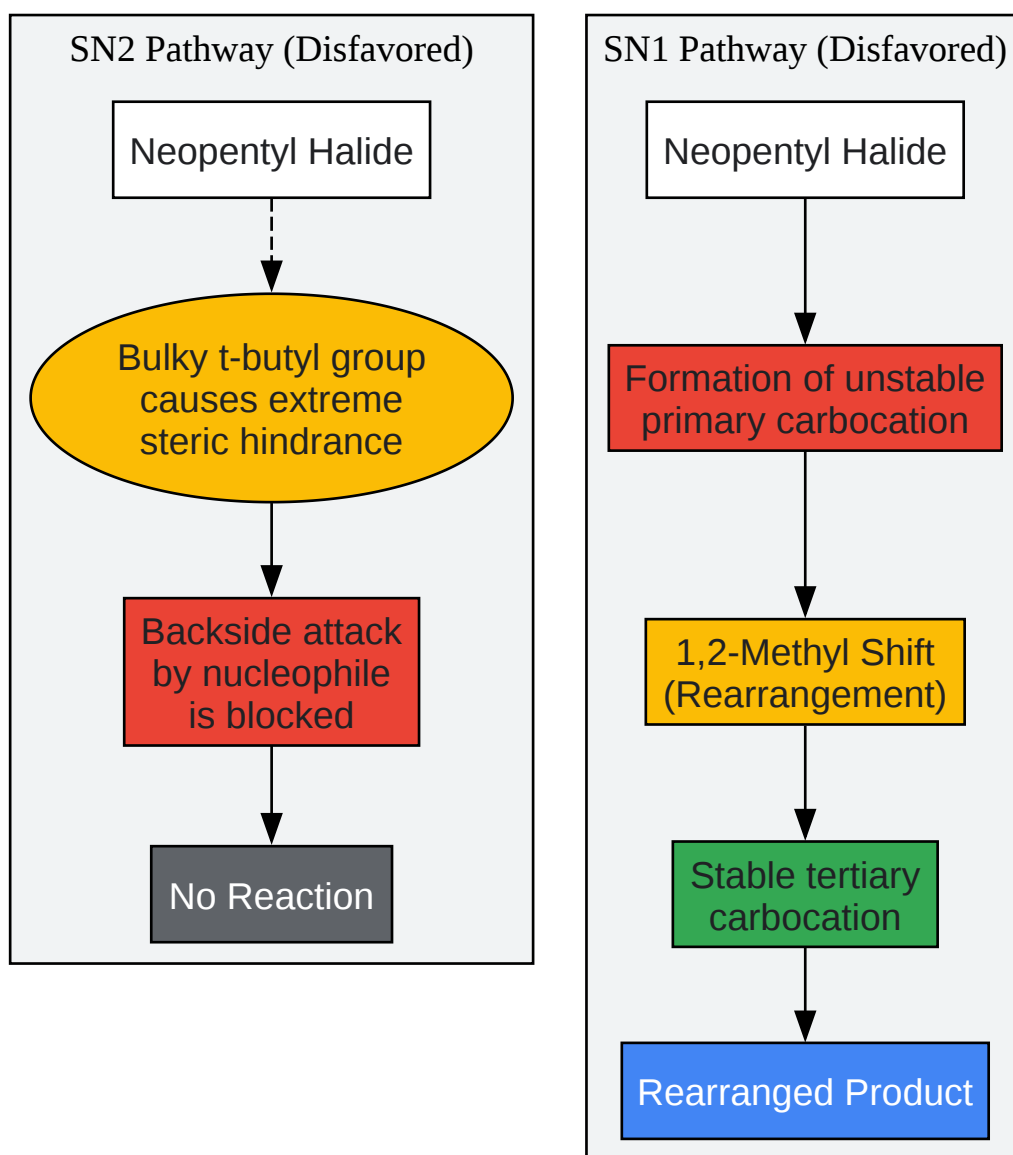 SN2 Pathway (Disfavored)
Neopentyl Halide
Bulky t-butyl group
causes extreme
steric hindrance
Backside attack
by nucleophile
is blocked
No Reaction
SN1 Pathway (Disfavored)
Neopentyl Halide
Formation of unstable
primary carbocation
1,2-Methyl Shift
(Rearrangement)
Stable tertiary
carbocation
Rearranged Product